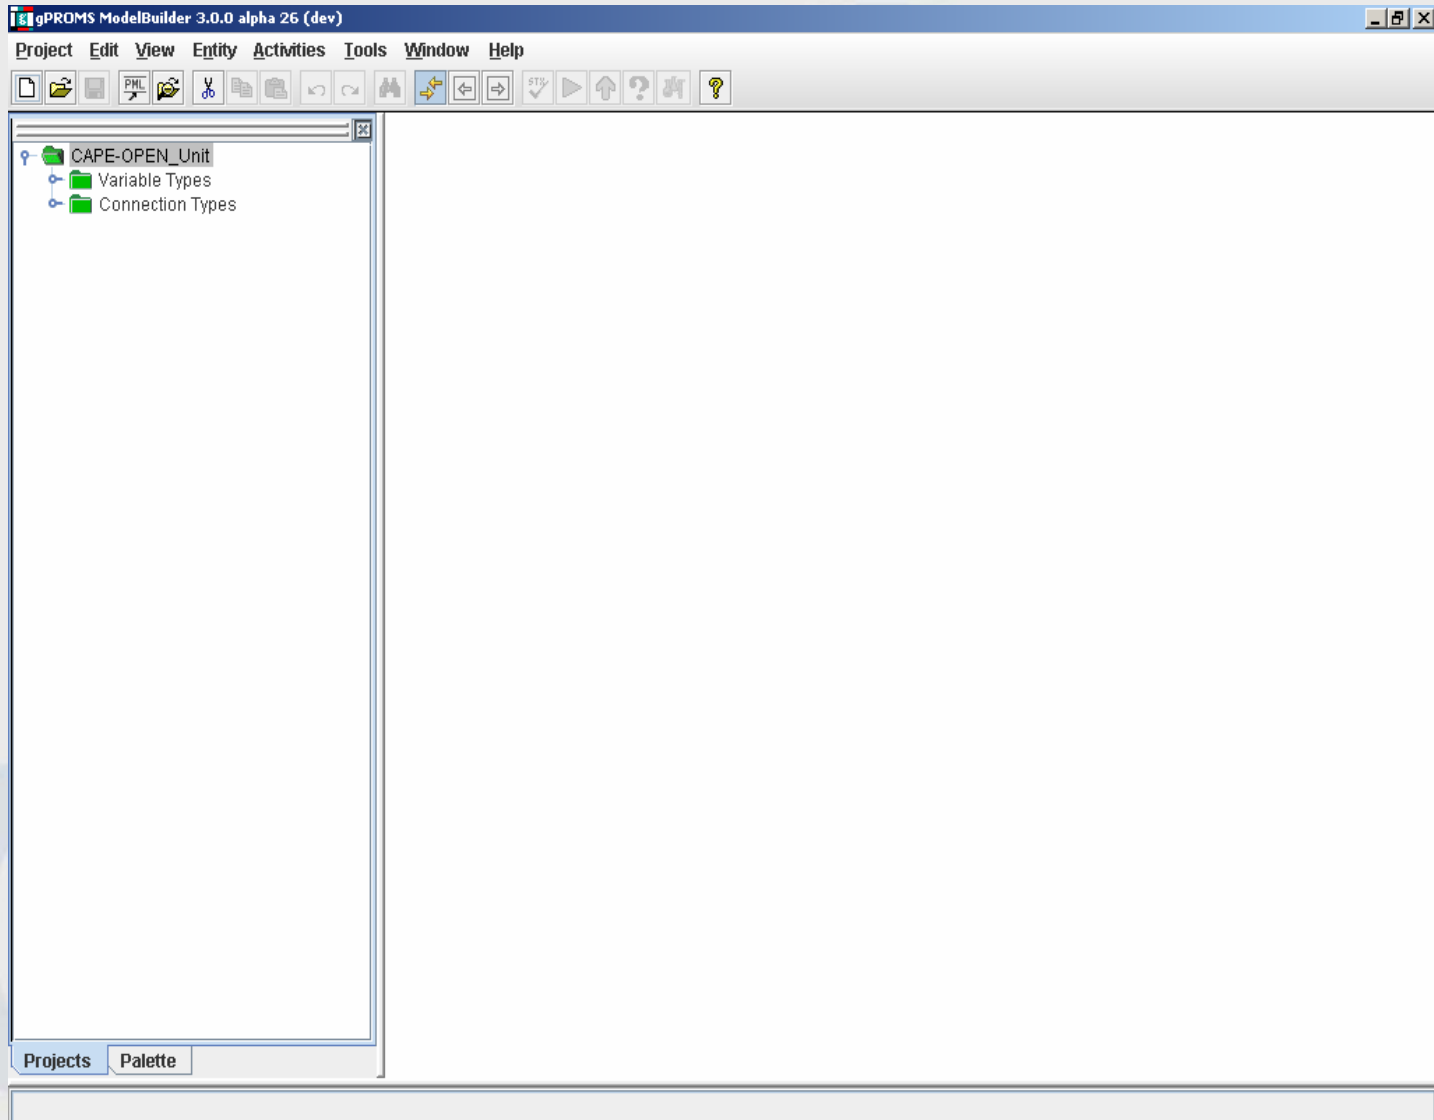 gPROMS ModelBuilder 3.0.0 alpha 26 (dev)
Project Edit View Entity Activities Tools Window Help
PML STX
CAPE-OPEN_Unit
Variable Types
Connection Types
Projects Palette